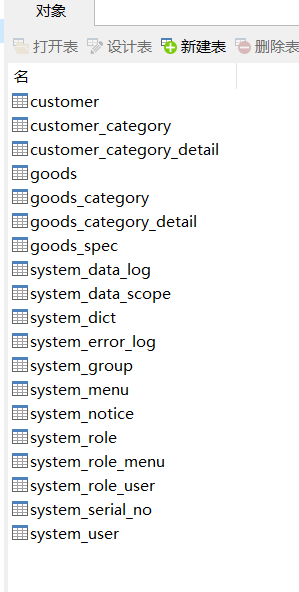 对象
打开表 设计表 新建表 删除表
名
customer
customer_category
customer_category_detail
goods
goods_category
goods_category_detail
goods_spec
system_data_log
system_data_scope
system_dict
system_error_log
system_group
system_menu
system_notice
system_role
system_role_menu
system_role_user
system_serial_no
system_user